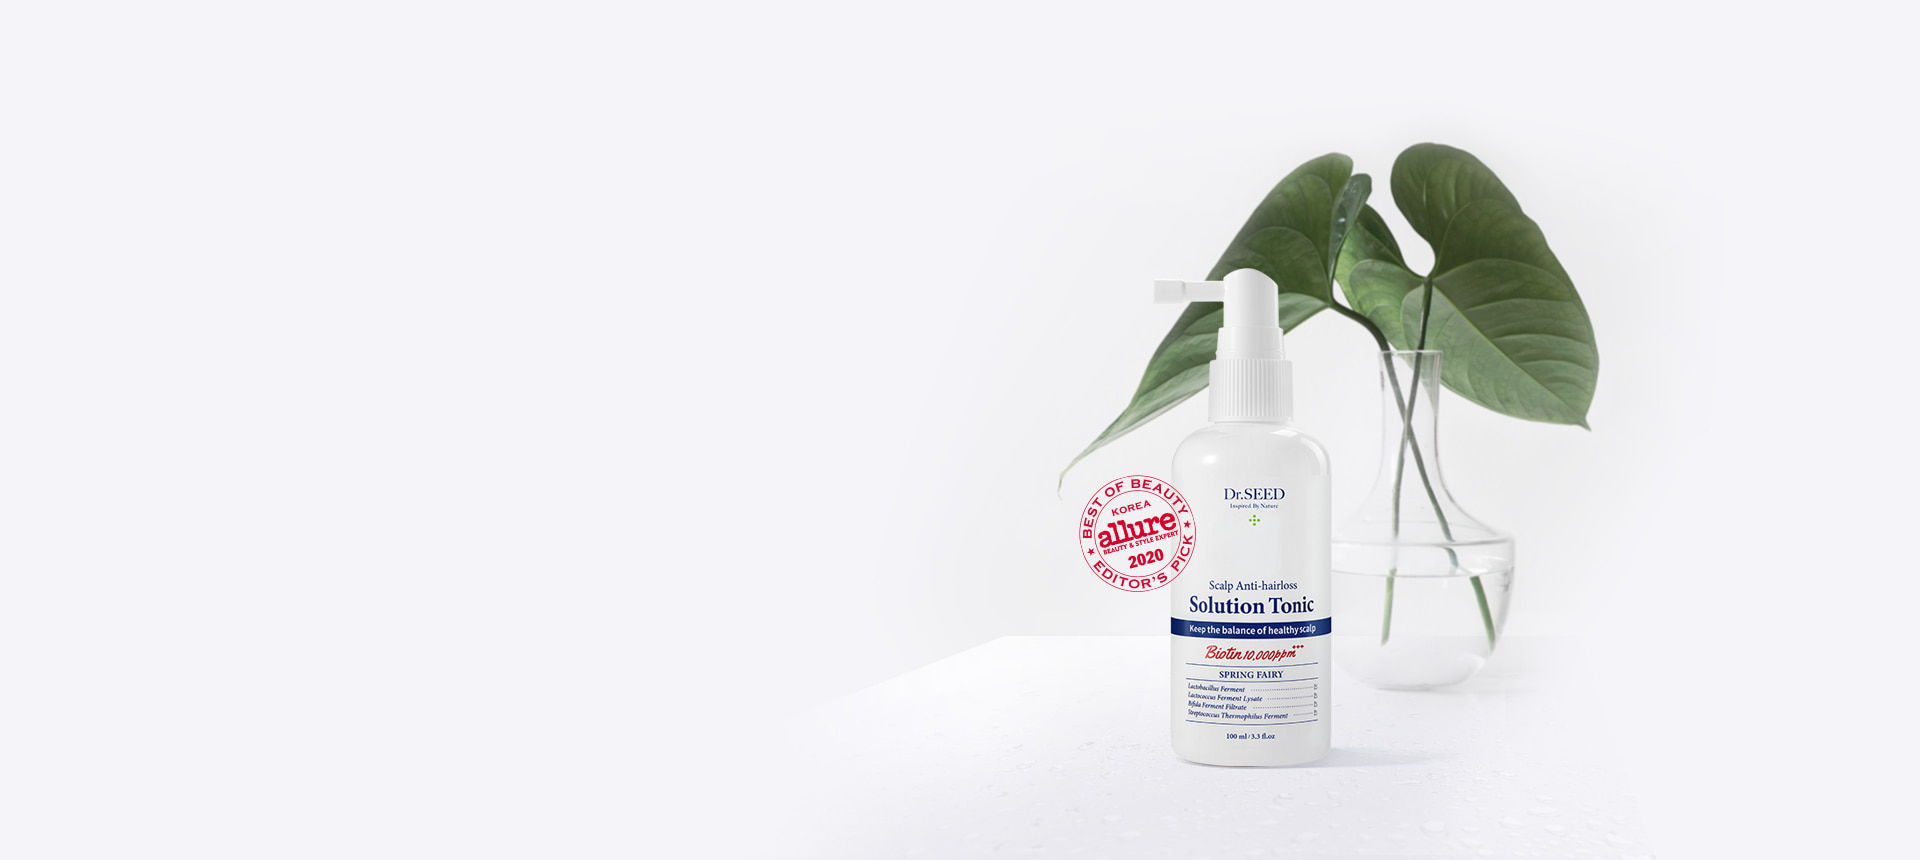 BEST OF BEAUTY
KOREA
allure
BEAUTY & STYLE EXPERT
2020
EDITOR'S PICK
Dr.SEED
Inspired By Nature
Scalp Anti-hairloss
Solution Tonic
Keep the balance of healthy scalp
Biotin 10,000ppm+++
SPRING FAIRY
Lactobacillus Ferment
Lactococcus Ferment Lysate
Bifida Ferment Filtrate
Streptococcus Thermophilus Ferment
100 ml / 3.3 fl.oz